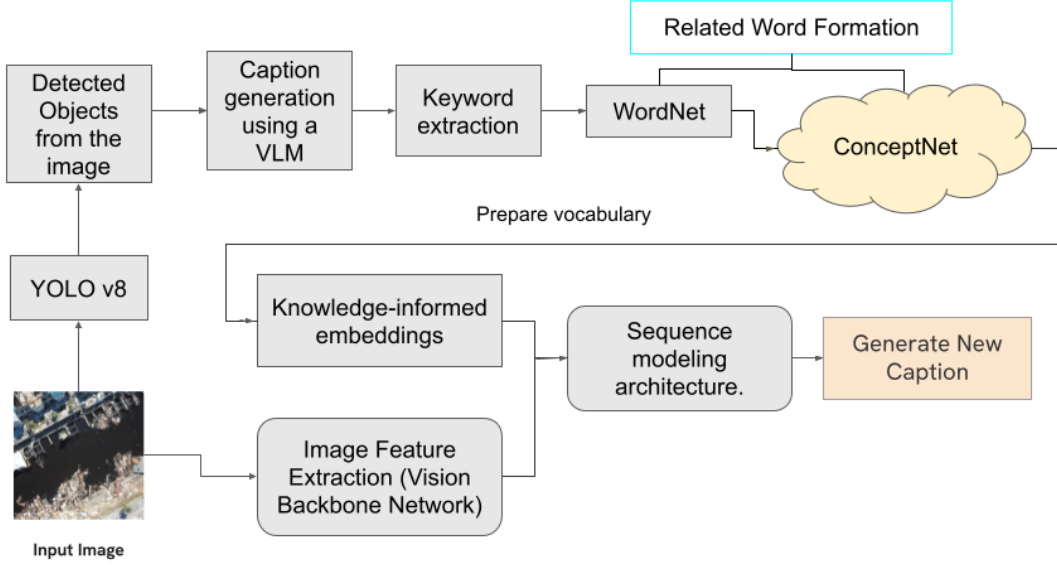 Related Word Formation
Detected
Objects
from the
image
Caption
generation
using a
VLM
Keyword
extraction
WordNet
ConceptNet
Prepare vocabulary
YOLO v8
Knowledge-informed
embeddings
Sequence
modeling
architecture.
Generate New
Caption
Image Feature
Extraction (Vision
Backbone Network)
Input Image